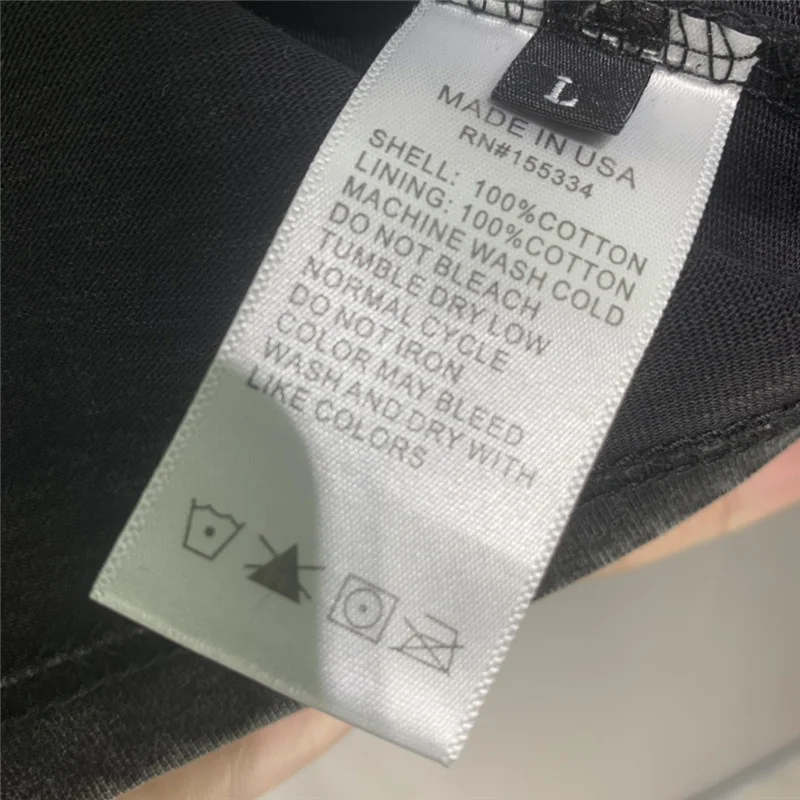 L
MADE IN USA
RN#155334
SHELL: 100%COTTON
LINING: 100%COTTON
MACHINE WASH COLD
DO NOT BLEACH
TUMBLE DRY LOW
NORMAL CYCLE
DO NOT IRON
COLOR MAY BLEED
WASH AND DRY WITH
LIKE COLORS